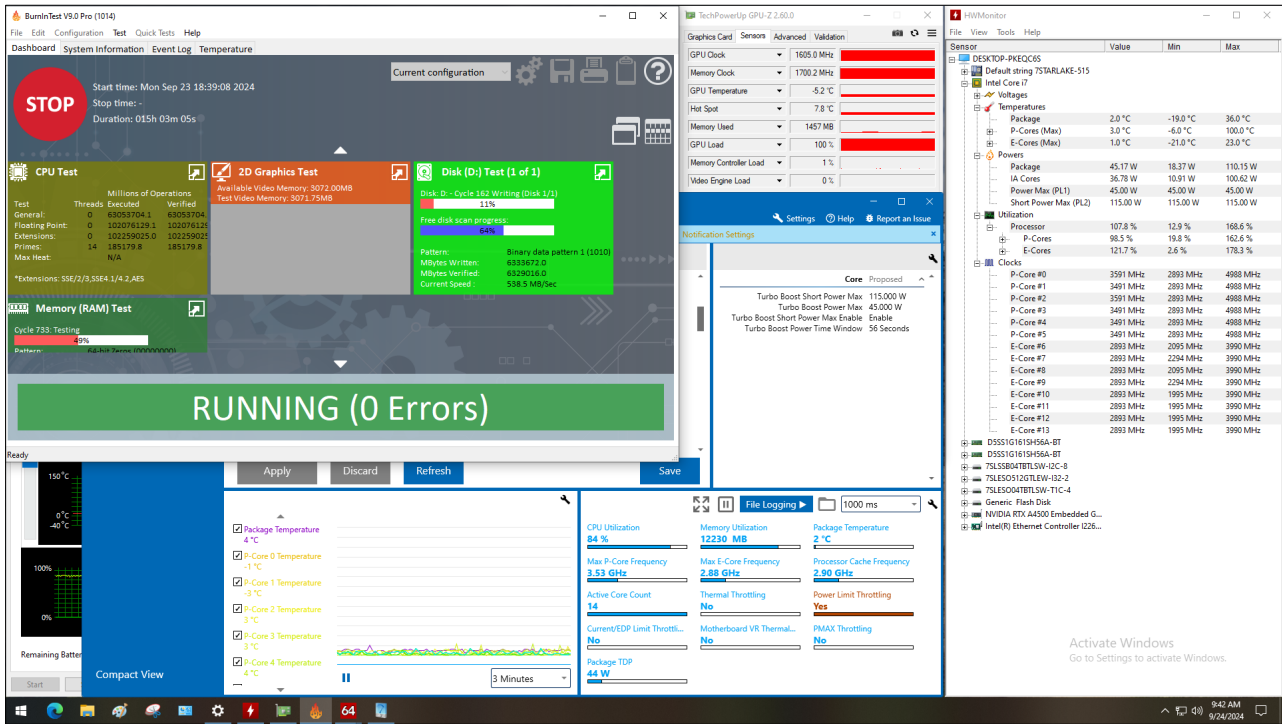 BurnInTest V9.0 Pro (1014)
File Edit Configuration Test Quick Tests Help
Dashboard System Information Event Log Temperature
Current configuration
STOP
Start time: Mon Sep 23 18:39:08 2024
Stop time: -
Duration: 015h 03m 05s
CPU Test
Millions of Operations
Test Threads Executed Verified
General: 0 63053704.1 63053704.
Floating Point: 0 102076129.1 102076129
Extensions: 0 102259025.0 102259025
Primes: 14 185179.8 185179.8
Max Heat: N/A
*Extensions: SSE/2/3,SSE4.1/4.2,AES
2D Graphics Test
Available Video Memory: 3072.00MB
Test Video Memory: 3071.75MB
Disk (D:) Test (1 of 1)
Disk: D: - Cycle 162 Writing (Disk 1/1)
11%
Free disk scan progress:
64%
Pattern: Binary data pattern 1 (1010)
MBytes Written: 6333672.0
MBytes Verified: 6329016.0
Current Speed : 538.5 MB/Sec
Memory (RAM) Test
Cycle 733: Testing
49%
Pattern: 64-bit Zeros (00000000)
RUNNING (0 Errors)
Ready
TechPowerUp GPU-Z 2.60.0
Graphics Card Sensors Advanced Validation
GPU Clock 1605.0 MHz
Memory Clock 1700.2 MHz
GPU Temperature -5.2 °C
Hot Spot 7.8 °C
Memory Used 1457 MB
GPU Load 100 %
Memory Controller Load 1 %
Video Engine Load 0 %
Settings Help Report an Issue
Notification Settings
Core Proposed
Turbo Boost Short Power Max 115.000 W
Turbo Boost Power Max 45.000 W
Turbo Boost Short Power Max Enable Enable
Turbo Boost Power Time Window 56 Seconds
Apply Discard Refresh Save
150°C
0°C
-40°C
100%
0%
Remaining Batter
Start
Compact View
Package Temperature
4 °C
P-Core 0 Temperature
-1 °C
P-Core 1 Temperature
-3 °C
P-Core 2 Temperature
3 °C
P-Core 3 Temperature
3 °C
P-Core 4 Temperature
4 °C
3 Minutes
File Logging
1000 ms
CPU Utilization Memory Utilization Package Temperature
84 % 12230 MB 2 °C
Max P-Core Frequency Max E-Core Frequency Processor Cache Frequency
3.53 GHz 2.88 GHz 2.90 GHz
Active Core Count Thermal Throttling Power Limit Throttling
14 No Yes
Current/EDP Limit Throttli... Motherboard VR Thermal... PMAX Throttling
No No No
Package TDP
44 W
HWMonitor
File View Tools Help
Sensor Value Min Max
DESKTOP-PKEQC6S
Default string 7STARLAKE-515
Intel Core i7
Voltages
Temperatures
Package 2.0 °C -19.0 °C 36.0 °C
P-Cores (Max) 3.0 °C -6.0 °C 100.0 °C
E-Cores (Max) 1.0 °C -21.0 °C 23.0 °C
Powers
Package 45.17 W 18.37 W 110.15 W
IA Cores 36.78 W 10.91 W 100.62 W
Power Max (PL1) 45.00 W 45.00 W 45.00 W
Short Power Max (PL2) 115.00 W 115.00 W 115.00 W
Utilization
Processor 107.8 % 12.9 % 168.6 %
P-Cores 98.5 % 19.8 % 162.6 %
E-Cores 121.7 % 2.6 % 178.3 %
Clocks
P-Core #0 3591 MHz 2893 MHz 4988 MHz
P-Core #1 3491 MHz 2893 MHz 4988 MHz
P-Core #2 3591 MHz 2893 MHz 4988 MHz
P-Core #3 3491 MHz 2893 MHz 4988 MHz
P-Core #4 3491 MHz 2893 MHz 4988 MHz
P-Core #5 3491 MHz 2893 MHz 4988 MHz
E-Core #6 2893 MHz 2095 MHz 3990 MHz
E-Core #7 2893 MHz 2294 MHz 3990 MHz
E-Core #8 2893 MHz 2095 MHz 3990 MHz
E-Core #9 2893 MHz 2294 MHz 3990 MHz
E-Core #10 2893 MHz 1995 MHz 3990 MHz
E-Core #11 2893 MHz 1995 MHz 3990 MHz
E-Core #12 2893 MHz 1995 MHz 3990 MHz
E-Core #13 2893 MHz 1995 MHz 3990 MHz
D5SS1G161SH56A-BT
D5SS1G161SH56A-BT
7SLSSB04TBTLSW-I2C-8
7SLESO512GTLEW-I32-2
7SLESO04TBTLSW-T1C-4
Generic Flash Disk
NVIDIA RTX A4500 Embedded G...
Intel(R) Ethernet Controller I226...
Activate Windows
Go to Settings to activate Windows.
64
9:42 AM
9/24/2024